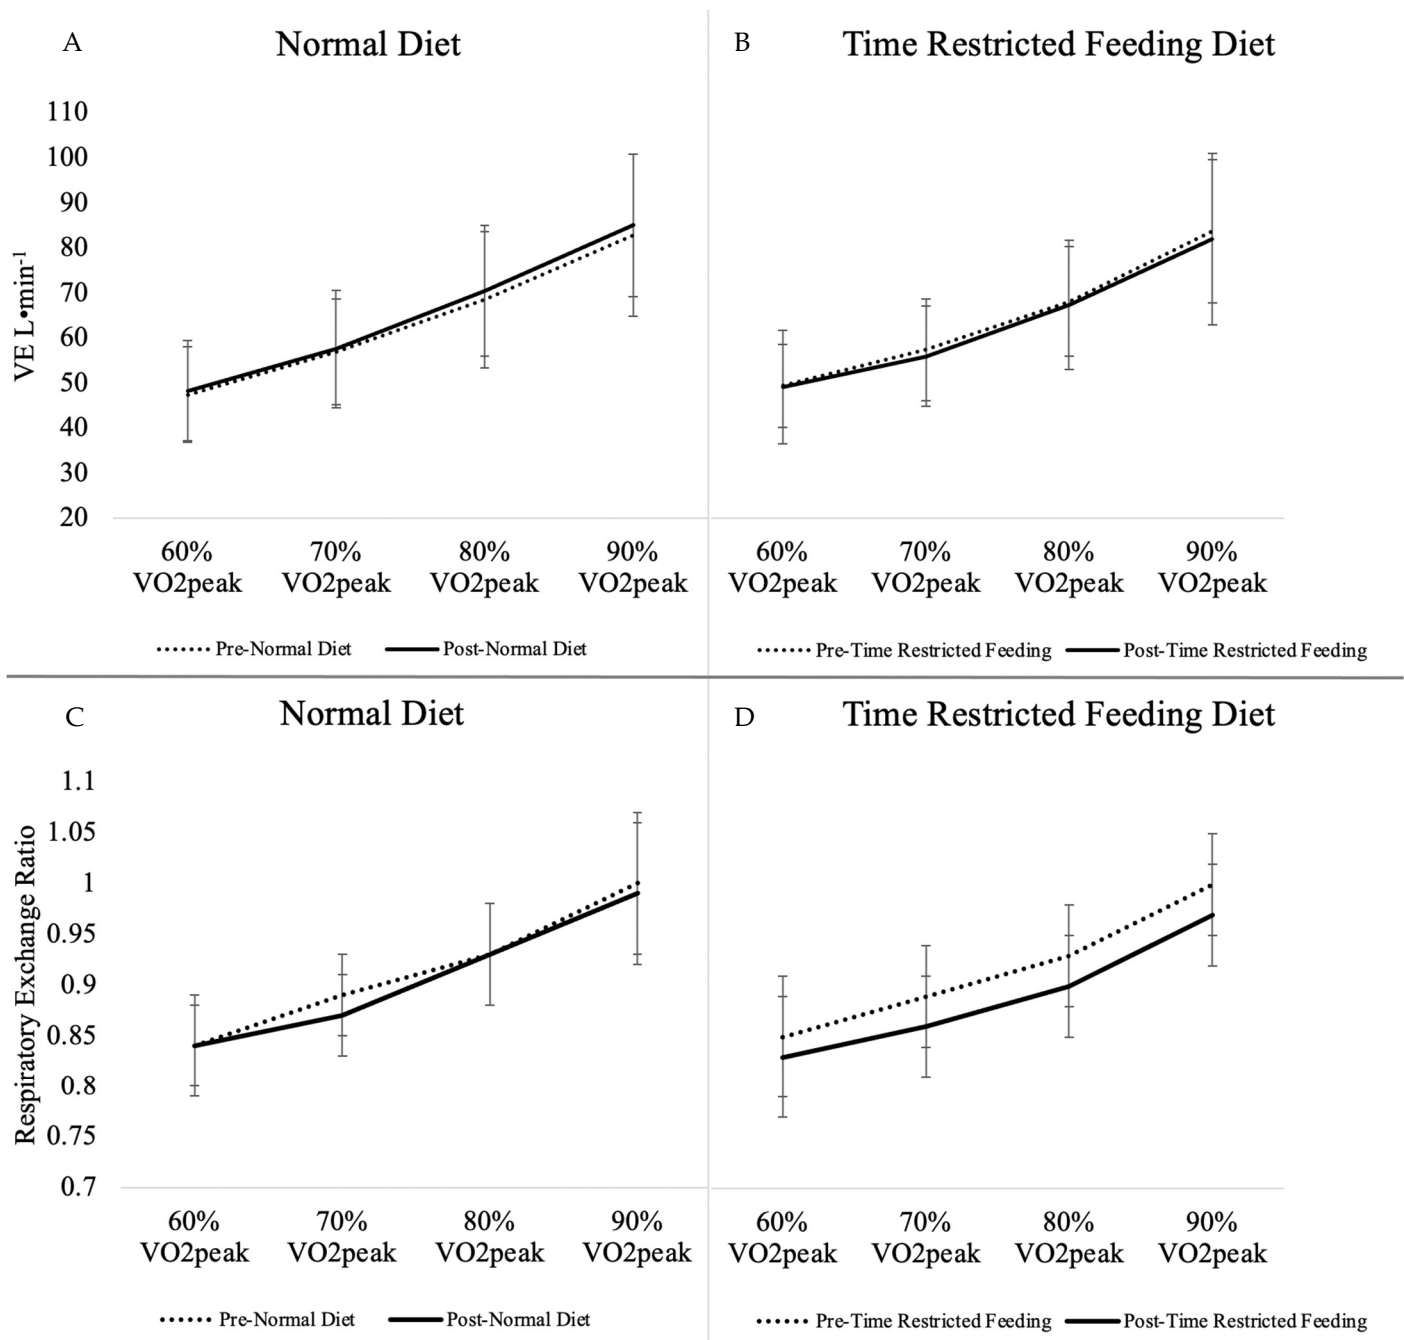 A
Normal Diet
B
Time Restricted Feeding Diet
VE L•min-1
110
100
90
80
70
60
50
40
30
20
60%
VO2peak
70%
VO2peak
80%
VO2peak
90%
VO2peak
60%
VO2peak
70%
VO2peak
80%
VO2peak
90%
VO2peak
Pre-Normal Diet
Post-Normal Diet
Pre-Time Restricted Feeding
Post-Time Restricted Feeding
C
Normal Diet
D
Time Restricted Feeding Diet
Respiratory Exchange Ratio
1.1
1.05
1
0.95
0.9
0.85
0.8
0.75
0.7
60%
VO2peak
70%
VO2peak
80%
VO2peak
90%
VO2peak
60%
VO2peak
70%
VO2peak
80%
VO2peak
90%
VO2peak
Pre-Normal Diet
Post-Normal Diet
Pre-Time Restricted Feeding
Post-Time Restricted Feeding